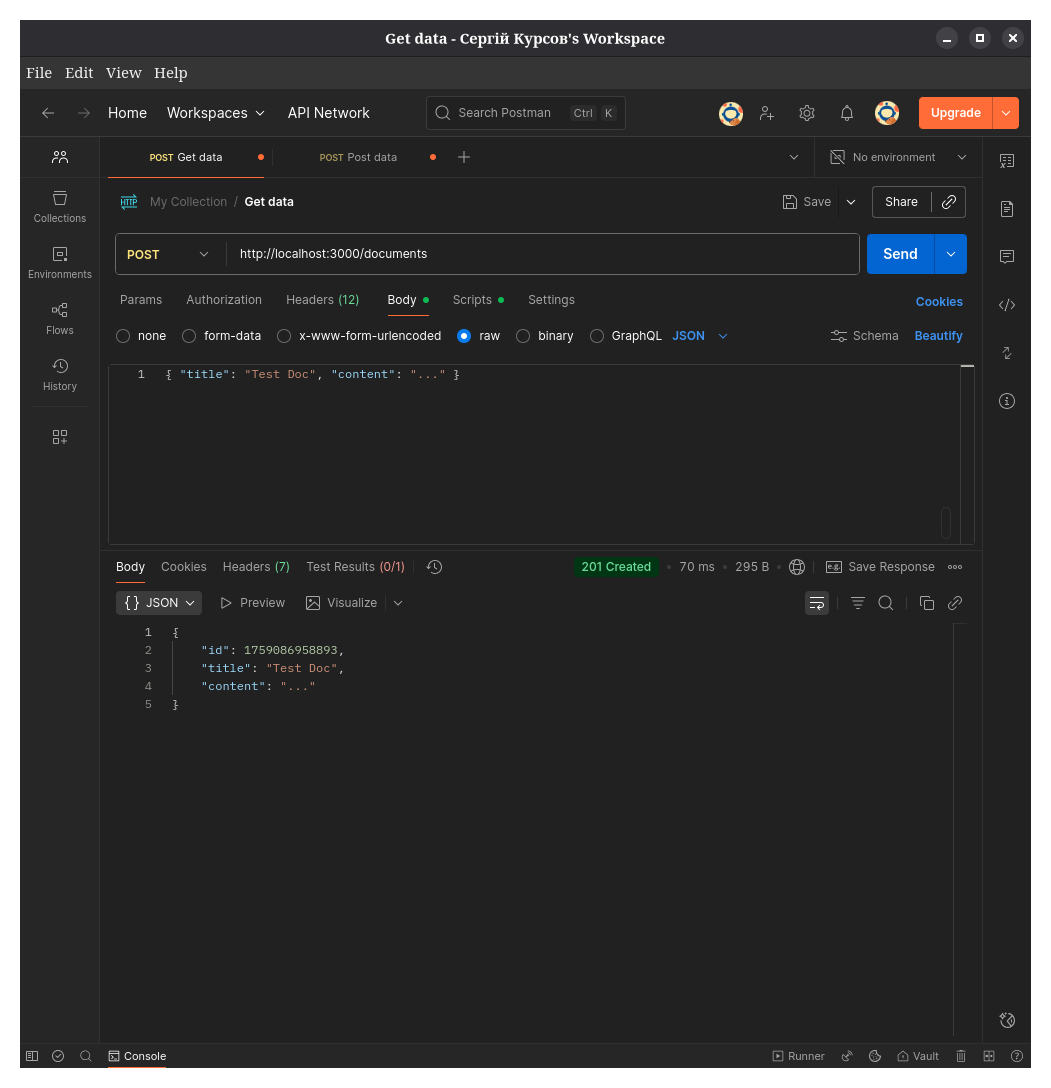 Get data - Сергій Курсов's Workspace
File Edit View Help
Home Workspaces API Network Search Postman Ctrl K Upgrade
POST Get data POST Post data No environment
HTTP My Collection / Get data Save Share
Collections
POST http://localhost:3000/documents Send
Environments
Params Authorization Headers (12) Body Scripts Settings Cookies
Flows
none form-data x-www-form-urlencoded raw binary GraphQL JSON Schema Beautify
History
1 { "title": "Test Doc", "content": "..." }
Body Cookies Headers (7) Test Results (0/1) 201 Created 70 ms 295 B e.g. Save Response
{} JSON Preview Visualize
1 {
2 "id": 1759086958893,
3 "title": "Test Doc",
4 "content": "..."
5 }
Console Runner Vault